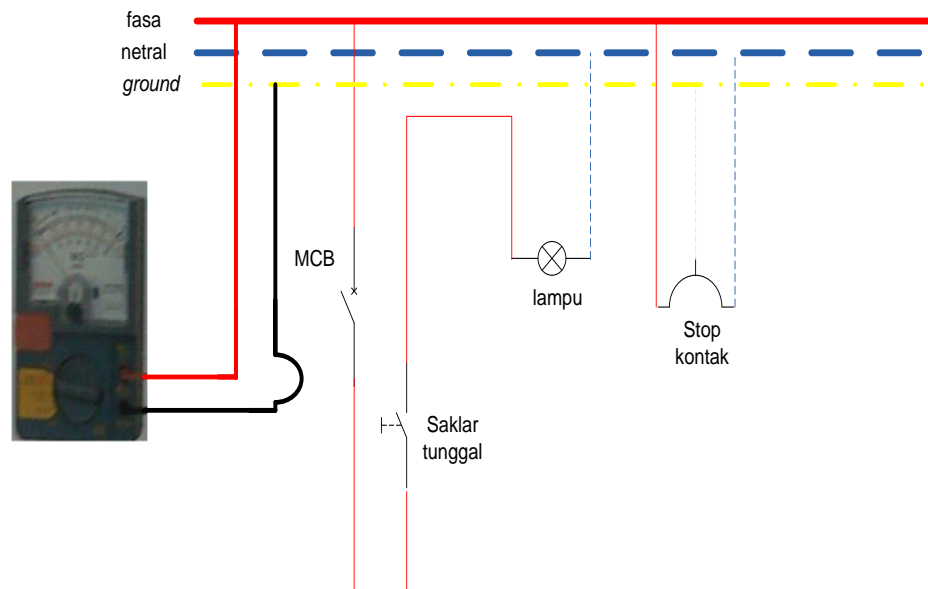 fasa
netral
ground
MCB
lampu
Stop
kontak
Saklar
tunggal